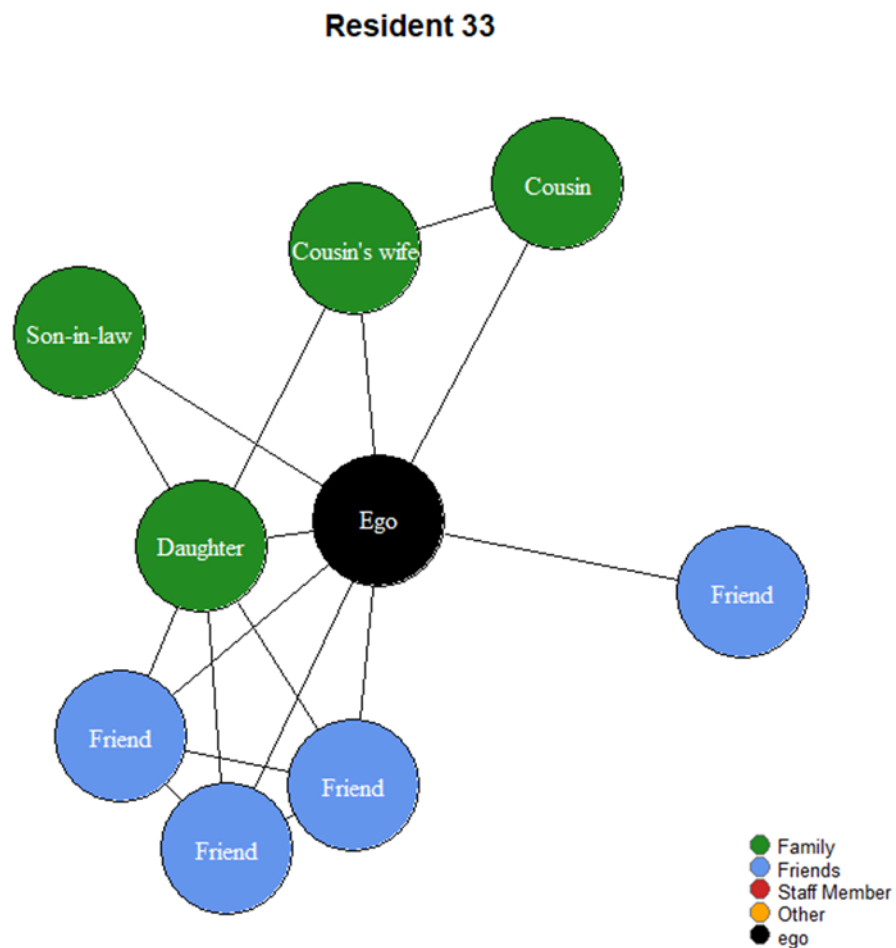 Resident 33
Cousin
Cousin's wife
Son-in-law
Ego
Daughter
Friend
Friend
Friend
Friend
Family
Friends
Staff Member
Other
ego